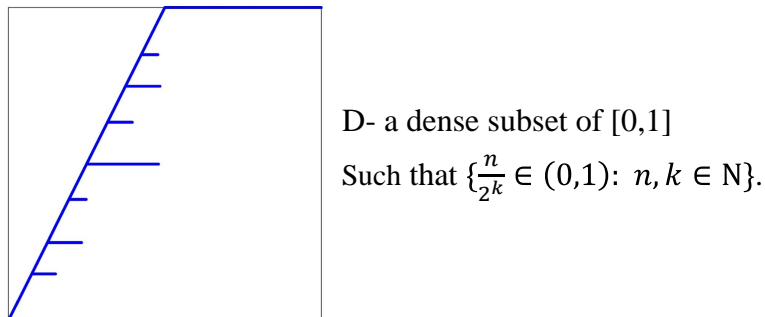 D- a dense subset of [0,1]
Such that {n/2^k ∈ (0,1): n, k ∈ N}.